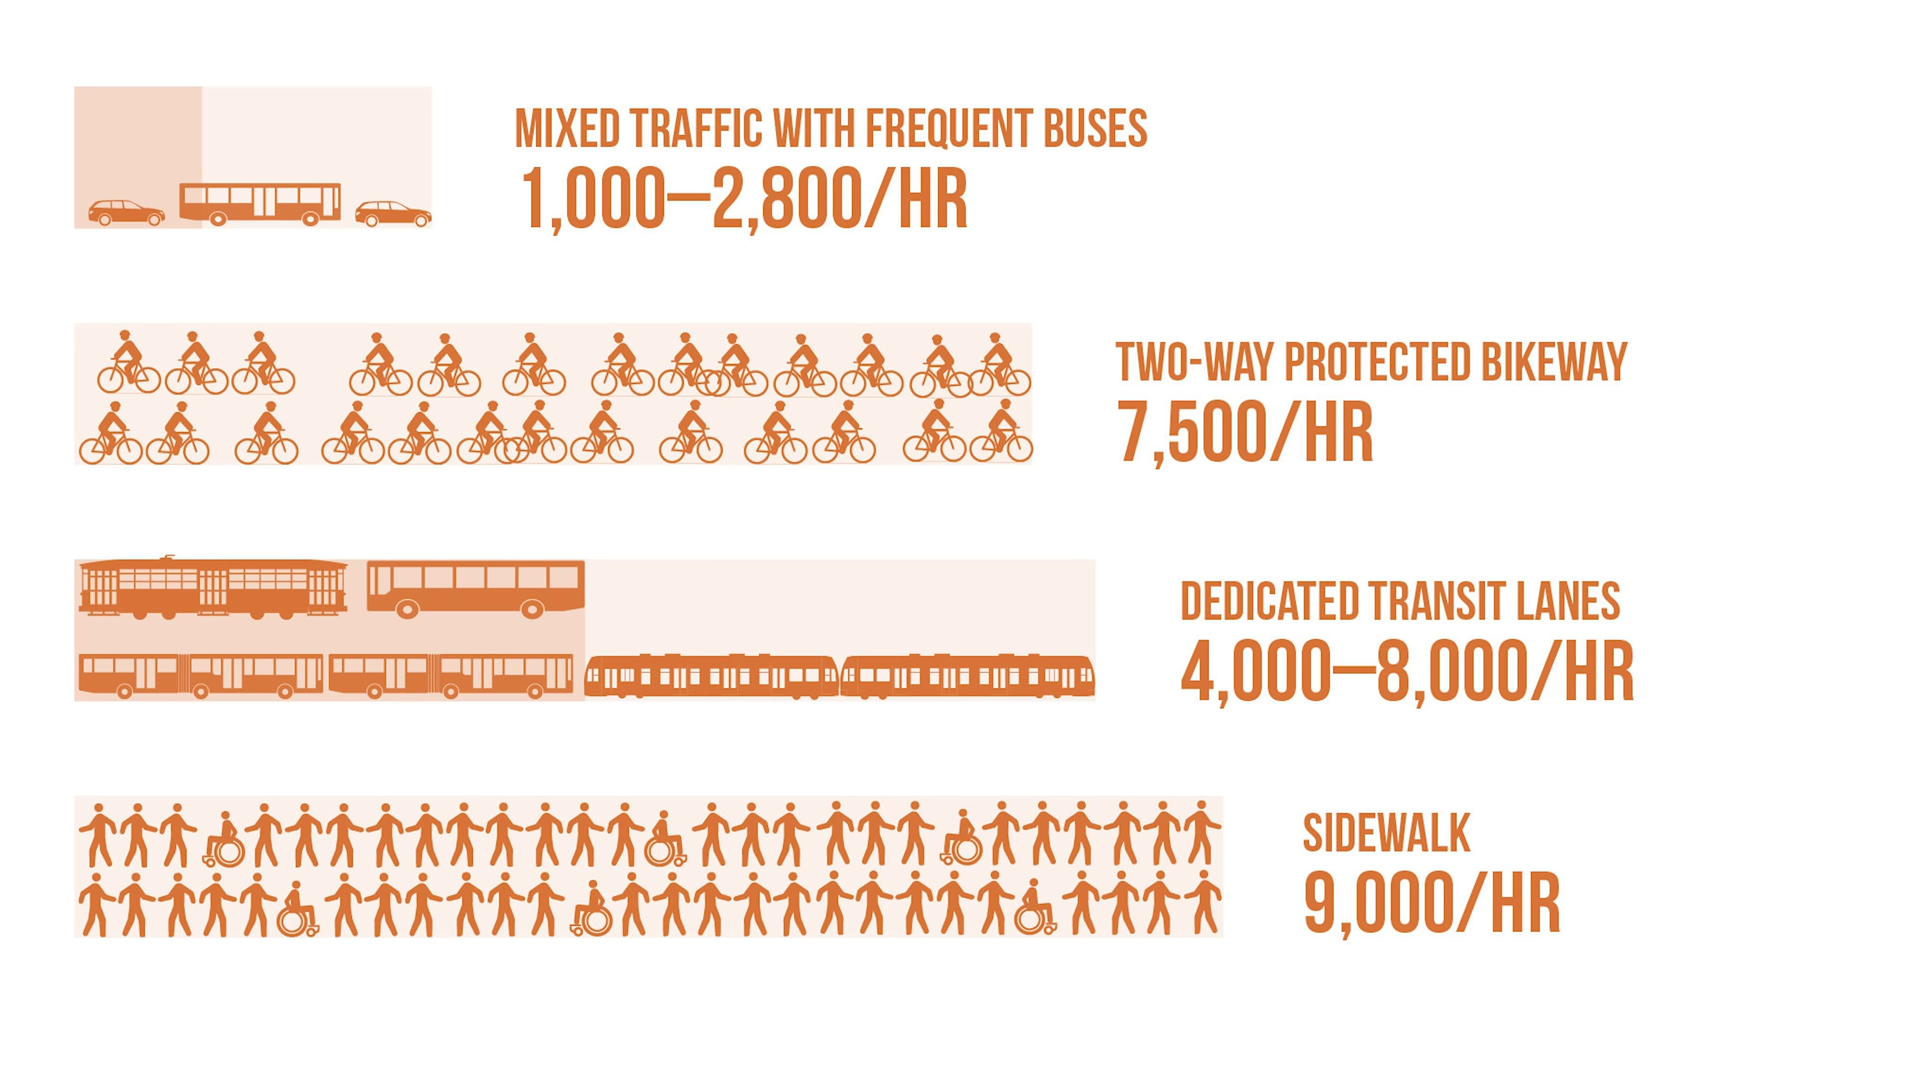 MIXED TRAFFIC WITH FREQUENT BUSES
1,000–2,800/HR
TWO-WAY PROTECTED BIKEWAY
7,500/HR
DEDICATED TRANSIT LANES
4,000–8,000/HR
SIDEWALK
9,000/HR